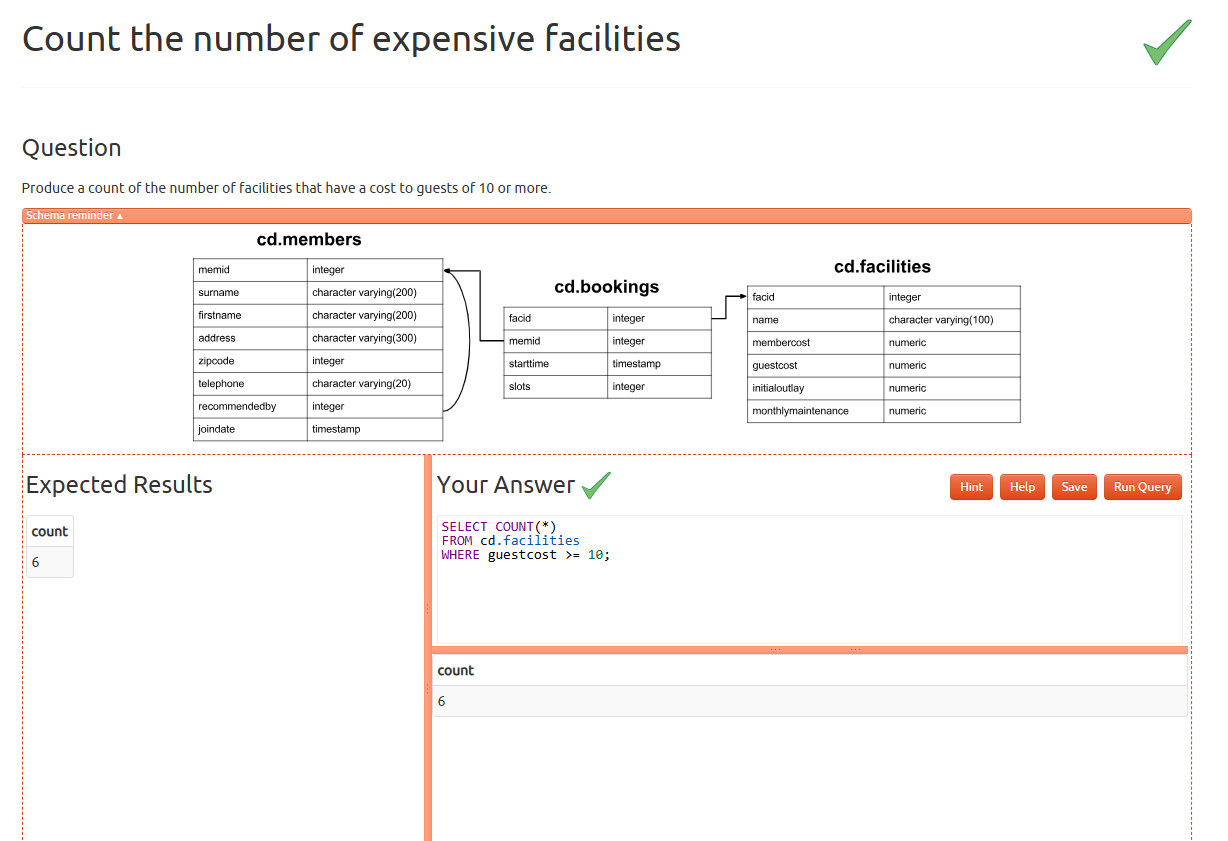 Count the number of expensive facilities
Question
Produce a count of the number of facilities that have a cost to guests of 10 or more.
Schema reminder ▲
cd.members
memid integer
surname character varying(200)
firstname character varying(200)
address character varying(300)
zipcode integer
telephone character varying(20)
recommendedby integer
joindate timestamp
cd.bookings
facid integer
memid integer
starttime timestamp
slots integer
cd.facilities
facid integer
name character varying(100)
membercost numeric
guestcost numeric
initialoutlay numeric
monthlymaintenance numeric
Expected Results
count
6
Your Answer
Hint Help Save Run Query
SELECT COUNT(*)
FROM cd.facilities
WHERE guestcost >= 10;
count
6